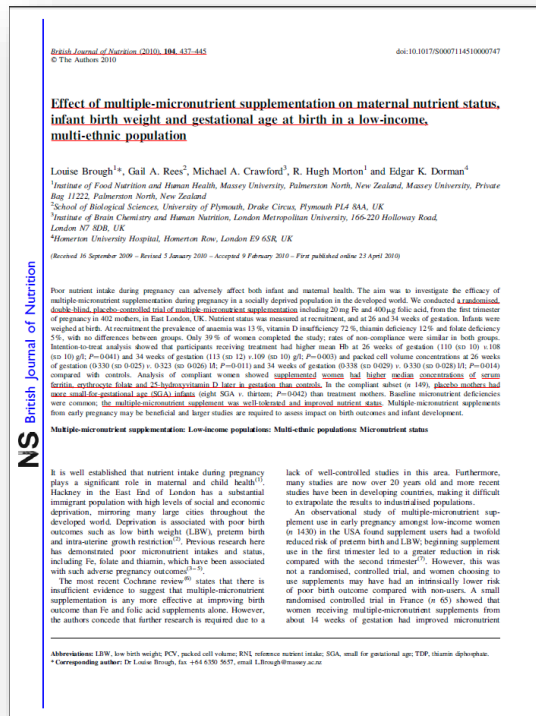 British Journal of Nutrition (2010), 104, 437–445
doi:10.1017/S0007114510000747
© The Authors 2010
Effect of multiple-micronutrient supplementation on maternal nutrient status,
infant birth weight and gestational age at birth in a low-income,
multi-ethnic population
Louise Brough1*, Gail A. Rees2, Michael A. Crawford3, R. Hugh Morton1 and Edgar K. Dorman4
1Institute of Food Nutrition and Human Health, Massey University, Palmerston North, New Zealand, Massey University, Private
Bag 11222, Palmerston North, New Zealand
2School of Biological Sciences, University of Plymouth, Drake Circus, Plymouth PL4 8AA, UK
3Institute of Brain Chemistry and Human Nutrition, London Metropolitan University, 166-220 Holloway Road,
London N7 8DB, UK
4Homerton University Hospital, Homerton Row, London E9 6SR, UK
(Received 16 September 2009 – Revised 5 January 2010 – Accepted 9 February 2010 – First published online 23 April 2010)
Poor nutrient intake during pregnancy can adversely affect both infant and maternal health. The aim was to investigate the efficacy of
multiple-micronutrient supplementation during pregnancy in a socially deprived population in the developed world. We conducted a randomised,
double-blind, placebo-controlled trial of multiple-micronutrient supplementation including 20 mg Fe and 400 μg folic acid, from the first trimester
of pregnancy in 402 mothers, in East London, UK. Nutrient status was measured at recruitment, and at 26 and 34 weeks of gestation. Infants were
weighed at birth. At recruitment the prevalence of anaemia was 13 %, vitamin D insufficiency 72 %, thiamin deficiency 12 % and folate deficiency
5 %, with no differences between groups. Only 39 % of women completed the study; rates of non-compliance were similar in both groups.
Intention-to-treat analysis showed that participants receiving treatment had higher mean Hb at 26 weeks of gestation (110 (SD 10) v. 108
(SD 10) g/l; P=0·041) and 34 weeks of gestation (113 (SD 12) v. 109 (SD 10) g/l; P=0·003) and packed cell volume concentrations at 26 weeks
of gestation (0·330 (SD 0·025) v. 0·323 (SD 0·026) l/l; P=0·011) and 34 weeks of gestation (0·338 (SD 0·029) v. 0·330 (SD 0·028) l/l; P=0·014)
compared with controls. Analysis of compliant women showed supplemented women had higher median concentrations of serum
ferritin, erythrocyte folate and 25-hydroxyvitamin D later in gestation than controls. In the compliant subset (n 149), placebo mothers had
more small-for-gestational age (SGA) infants (eight SGA v. thirteen; P=0·042) than treatment mothers. Baseline micronutrient deficiencies
were common; the multiple-micronutrient supplement was well-tolerated and improved nutrient status. Multiple-micronutrient supplements
from early pregnancy may be beneficial and larger studies are required to assess impact on birth outcomes and infant development.
Multiple-micronutrient supplementation: Low-income populations: Multi-ethnic populations: Micronutrient status
NS British Journal of Nutrition
It is well established that nutrient intake during pregnancy
plays a significant role in maternal and child health(1).
Hackney in the East End of London has a substantial
immigrant population with high levels of social and economic
deprivation, mirroring many large cities throughout the
developed world. Deprivation is associated with poor birth
outcomes such as low birth weight (LBW), preterm birth
and intra-uterine growth restriction(2). Previous research here
has demonstrated poor micronutrient intakes and status,
including Fe, folate and thiamin, which have been associated
with such adverse pregnancy outcomes(3–5).
The most recent Cochrane review(6) states that there is
insufficient evidence to suggest that multiple-micronutrient
supplementation is any more effective at improving birth
outcome than Fe and folic acid supplements alone. However,
the authors concede that further research is required due to a
lack of well-controlled studies in this area. Furthermore,
many studies are now over 20 years old and more recent
studies have been in developing countries, making it difficult
to extrapolate the results to industrialised populations.
An observational study of multiple-micronutrient sup-
plement use in early pregnancy amongst low-income women
(n 1430) in the USA found supplement users had a twofold
reduced risk of preterm birth and LBW; beginning supplement
use in the first trimester led to a greater reduction in risk
compared with the second trimester(7). However, this was
not a randomised, controlled trial, and women choosing to
use supplements may have had an intrinsically lower risk
of poor birth outcome compared with non-users. A small
randomised controlled trial in France (n 65) showed that
women receiving multiple-micronutrient supplements from
about 14 weeks of gestation had improved micronutrient
Abbreviations: LBW, low birth weight; PCV, packed cell volume; RNI, reference nutrient intake; SGA, small for gestational age; TDP, thiamin diphosphate.
* Corresponding author: Dr Louise Brough, fax +64 6350 5657, email L.Brough@massey.ac.nz